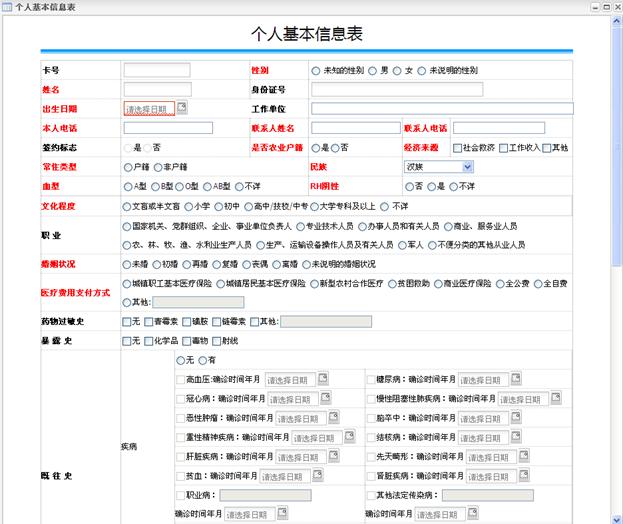 个人基本信息表
个人基本信息表
卡号 性别 未知的性别 男 女 未说明的性别
姓名 身份证号
出生日期 请选择日期 工作单位
本人电话 联系人姓名 联系人电话
签约标志 是 否 是否农业户籍 是 否 经济来源 社会救济 工作收入 其他
常住类型 户籍 非户籍 民族 汉族
血型 A型 B型 O型 AB型 不详 RH阴性 否 是 不详
文化程度 文盲或半文盲 小学 初中 高中/技校/中专 大学专科及以上 不详
职 业 国家机关、党群组织、企业、事业单位负责人 专业技术人员 办事人员和有关人员 商业、服务业人员
农、林、牧、渔、水利业生产人员 生产、运输设备操作人员及有关人员 军人 不便分类的其他从业人员
婚姻状况 未婚 初婚 再婚 复婚 丧偶 离婚 未说明的婚姻状况
医疗费用支付方式 城镇职工基本医疗保险 城镇居民基本医疗保险 新型农村合作医疗 贫困救助 商业医疗保险 全公费 全自费
其他:
药物过敏史 无 青霉素 磺胺 链霉素 其他:
暴 露 史 无 化学品 毒物 射线
既 往 史 疾病 无 有
高血压:确诊时间年月 请选择日期 糖尿病：确诊时间年月 请选择日期
冠心病：确诊时间年月 请选择日期 慢性阻塞性肺疾病：确诊时间年月 请选择日期
恶性肿瘤：确诊时间年月 请选择日期 脑卒中：确诊时间年月 请选择日期
重性精神疾病：确诊时间年月 请选择日期 结核病：确诊时间年月 请选择日期
肝脏疾病：确诊时间年月 请选择日期 先天畸形：确诊时间年月 请选择日期
贫血：确诊时间年月 请选择日期 肾脏疾病：确诊时间年月 请选择日期
职业病： 其他法定传染病：
确诊时间年月 请选择日期 确诊时间年月 请选择日期